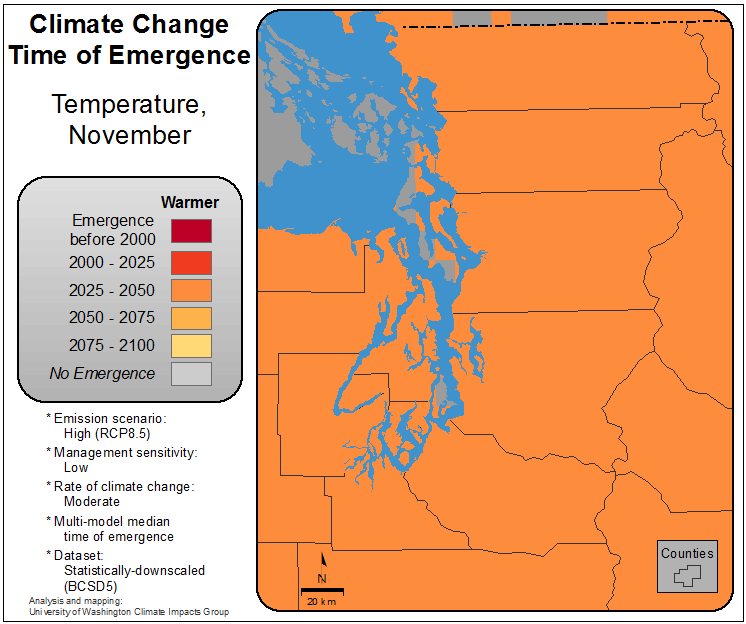 Climate Change
Time of Emergence
Temperature,
November
Warmer
Emergence
before 2000
2000 - 2025
2025 - 2050
2050 - 2075
2075 - 2100
No Emergence
* Emission scenario:
High (RCP8.5)
* Management sensitivity:
Low
* Rate of climate change:
Moderate
* Multi-model median
time of emergence
* Dataset:
Statistically-downscaled
(BCSD5)
Analysis and mapping:
University of Washington Climate Impacts Group
N
20 km
Counties